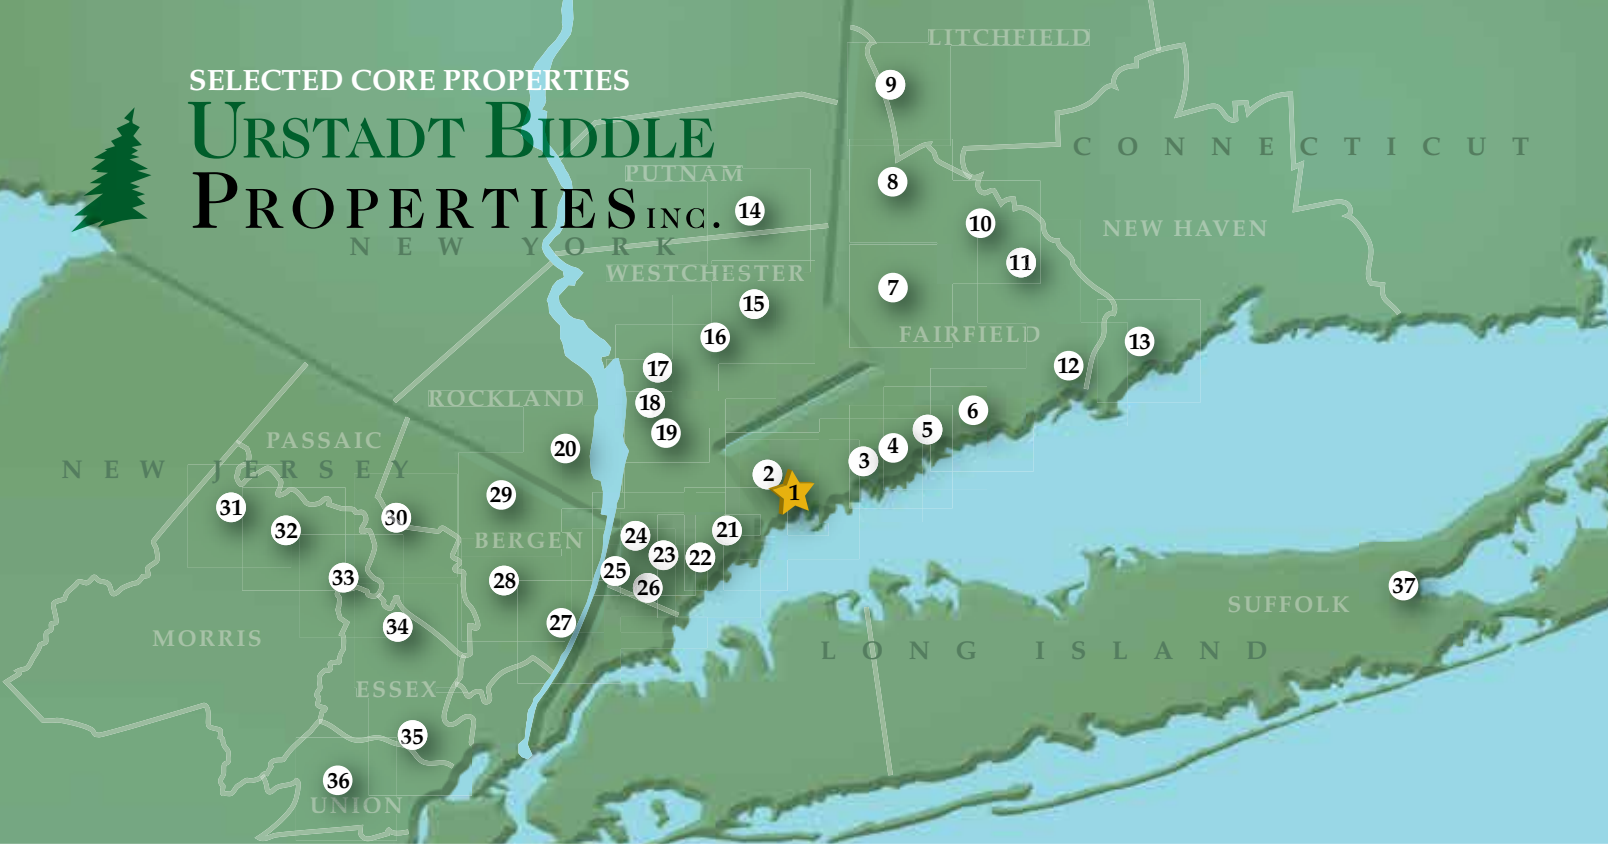 LITCHFIELD
SELECTED CORE PROPERTIES
9
URSTADT BIDDLE
CONNECTICUT
PUTNAM
8
PROPERTIES INC.
14
10
NEW HAVEN
NEW YORK
11
WESTCHESTER
7
15
FAIRFIELD
16
13
12
17
ROCKLAND
18
6
19
5
PASSAIC
20
4
3
NEW JERSEY
2
1
29
31
30
32
21
24
BERGEN
23
22
25
33
28
26
37
SUFFOLK
27
34
MORRIS
LONG ISLAND
ESSEX
35
36
UNION